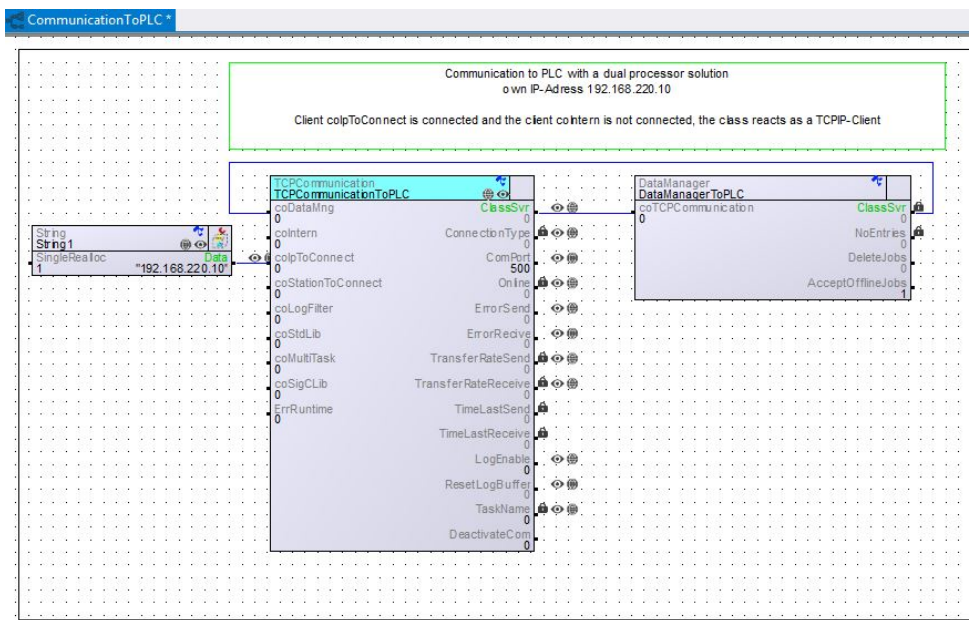 CommunicationToPLC *
Communication to PLC with a dual processor solution
own IP-Adress 192.168.220.10
Client coIpToConnect is connected and the client coIntern is not connected, the class reacts as a TCPIP-Client
String
String1
SingleRealloc Data
1 "192.168.220.10"
TCPCommunication
TCPCommunicationToPLC
coDataMng ClassSvr
0 0
coIntern ConnectionType
0 0
coIpToConnect ComPort
0 500
coStationToConnect Online
0 0
coLogFilter ErrorSend
0 0
coStdLib ErrorRecive
0 0
coMultiTask TransferRateSend
0 0
coSigCLib TransferRateReceive
0 0
ErrRuntime TimeLastSend
0 0
TimeLastReceive
0
LogEnable
0
ResetLogBuffer
0
TaskName
0
DeactivateCom
0
DataManager
DataManagerToPLC
coTCPCommunication ClassSvr
0 0
NoEntries
0
DeleteJobs
0
AcceptOfflineJobs
1